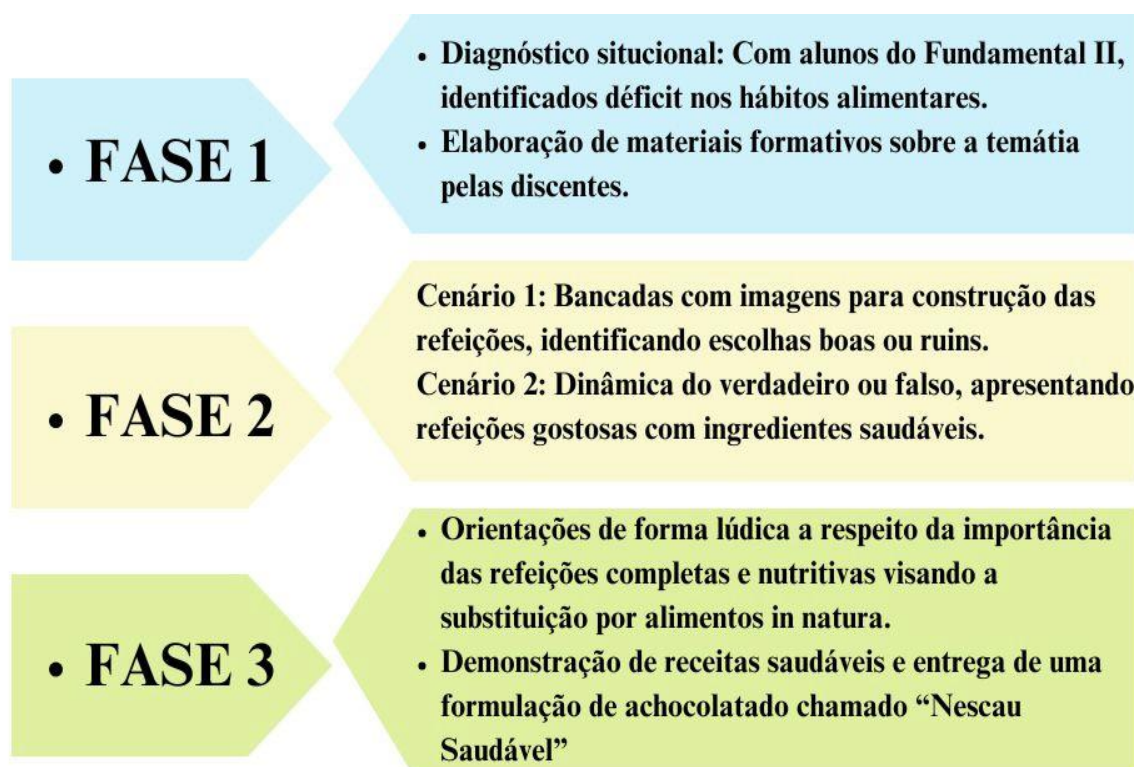 • FASE 1
• Diagnóstico situcional: Com alunos do Fundamental II,
identificados déficit nos hábitos alimentares.
• Elaboração de materiais formativos sobre a temátia
pelas discentes.
• FASE 2
Cenário 1: Bancadas com imagens para construção das
refeições, identificando escolhas boas ou ruins.
Cenário 2: Dinâmica do verdadeiro ou falso, apresentando
refeições gostosas com ingredientes saudáveis.
• FASE 3
• Orientações de forma lúdica a respeito da importância
das refeições completas e nutritivas visando a
substituição por alimentos in natura.
• Demonstração de receitas saudáveis e entrega de uma
formulação de achocolatado chamado “Nescau
Saudável”